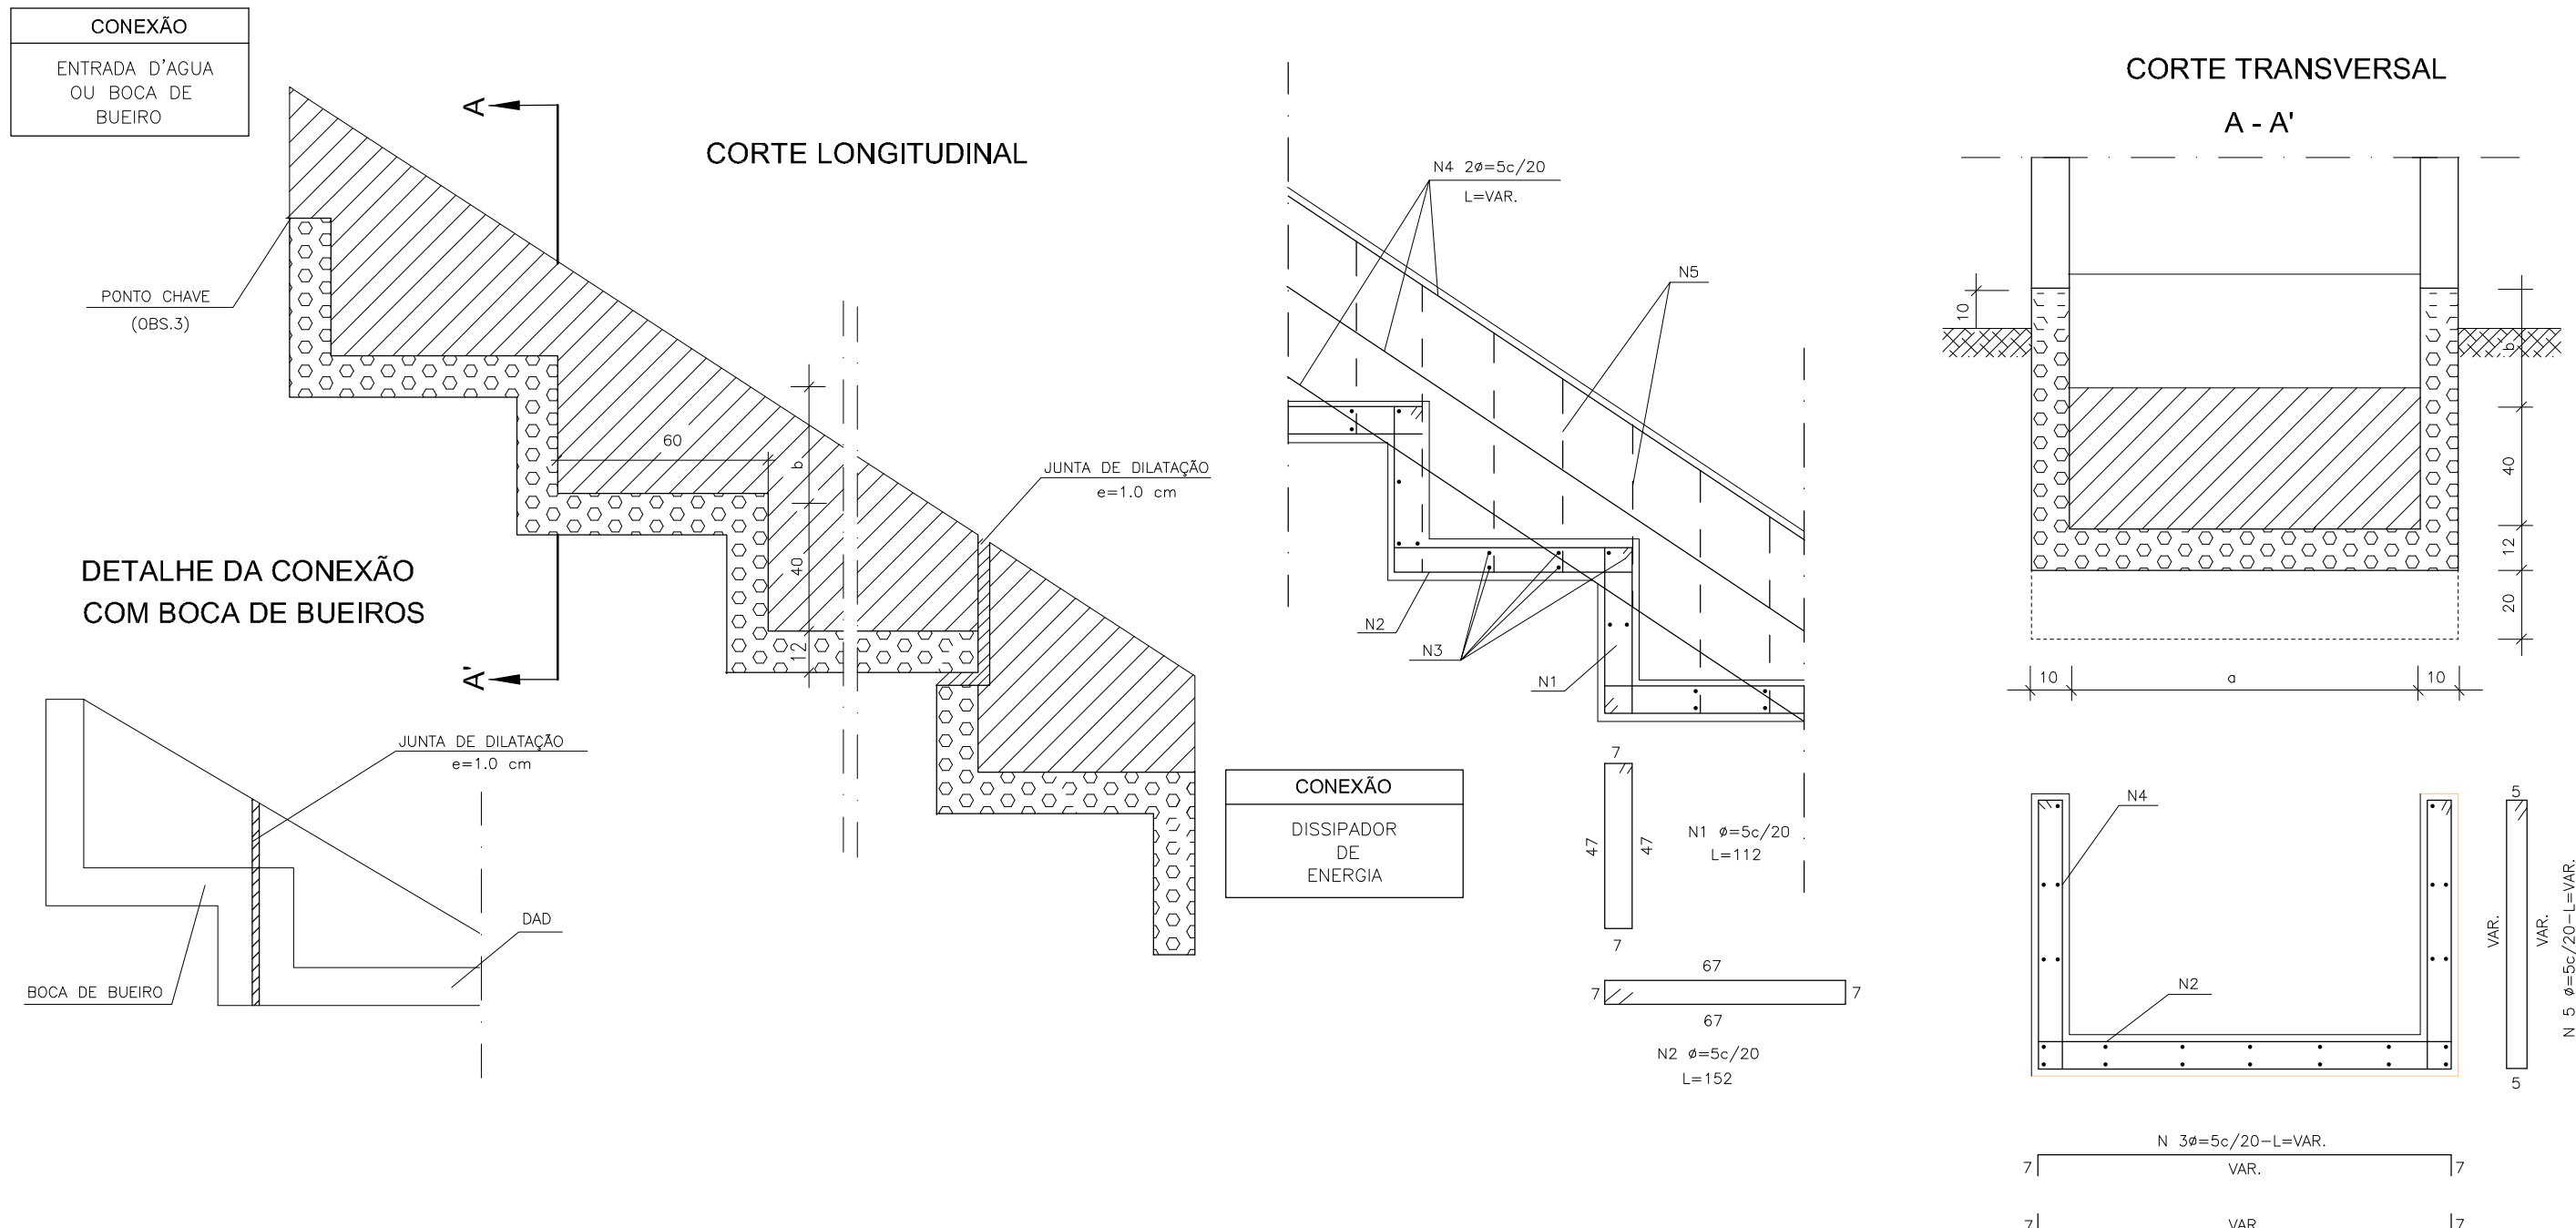 CONEXÃO
ENTRADA D'AGUA
OU BOCA DE
BUEIRO
A
CORTE LONGITUDINAL
PONTO CHAVE
(OBS.3)
60
b
40
12
JUNTA DE DILATAÇÃO
e=1.0 cm
A'
DETALHE DA CONEXÃO
COM BOCA DE BUEIROS
JUNTA DE DILATAÇÃO
e=1.0 cm
DAD
BOCA DE BUEIRO
CONEXÃO
DISSIPADOR
DE
ENERGIA
N4 2ø=5c/20
L=VAR.
N5
N2
N3
N1
7
47
47
7
N1 ø=5c/20
L=112
67
7
7
67
N2 ø=5c/20
L=152
CORTE TRANSVERSAL
A - A'
10
b
40
12
20
10
a
10
N4
N2
5
VAR.
VAR.
5
N 5 ø=5c/20-L=VAR.
N 3ø=5c/20-L=VAR.
7
VAR.
7
7
VAR
7